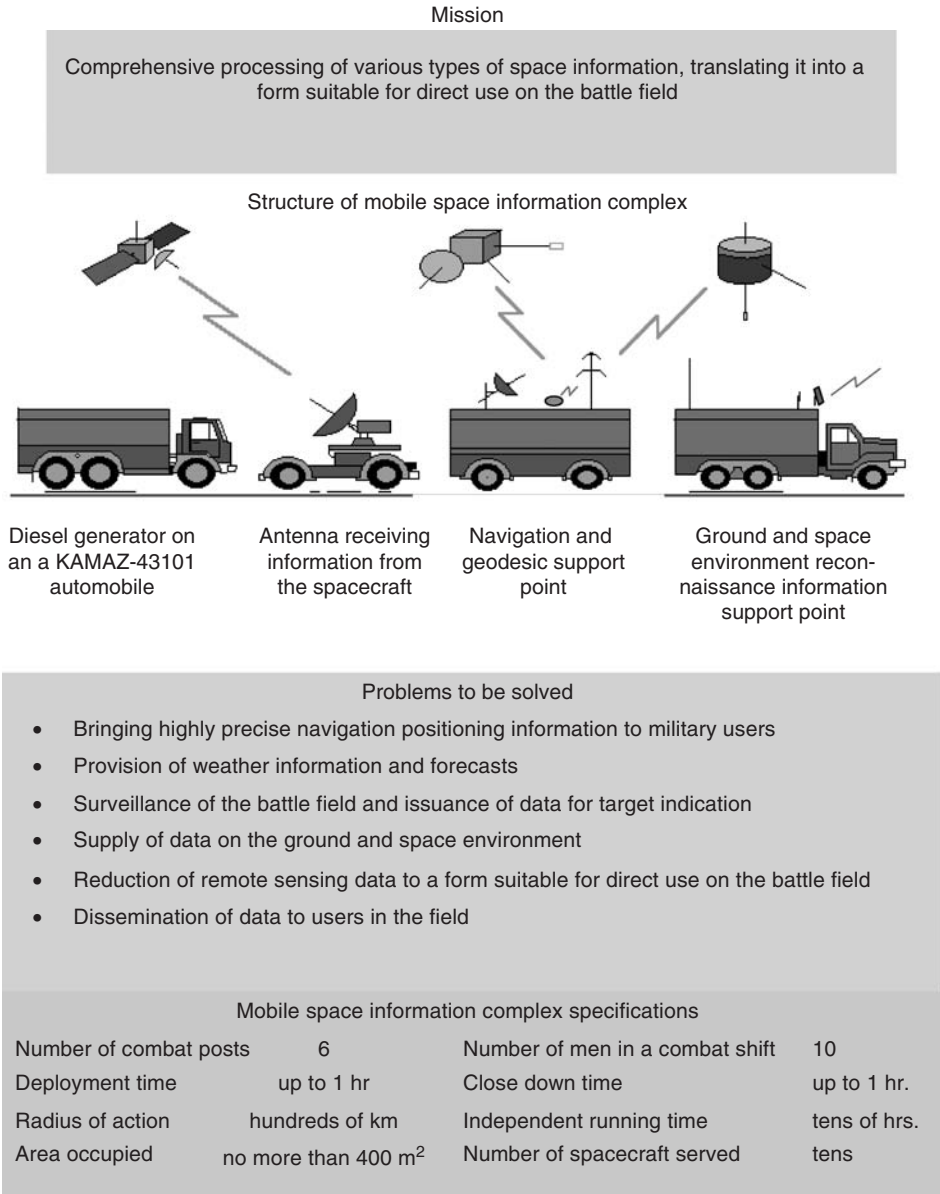 Mission
Comprehensive processing of various types of space information, translating it into a
form suitable for direct use on the battle field
Structure of mobile space information complex
Diesel generator on
an a KAMAZ-43101
automobile
Antenna receiving
information from
the spacecraft
Navigation and
geodesic support
point
Ground and space
environment recon-
naissance information
support point
Problems to be solved
• Bringing highly precise navigation positioning information to military users
• Provision of weather information and forecasts
• Surveillance of the battle field and issuance of data for target indication
• Supply of data on the ground and space environment
• Reduction of remote sensing data to a form suitable for direct use on the battle field
• Dissemination of data to users in the field
Mobile space information complex specifications
Number of combat posts 6 Number of men in a combat shift 10
Deployment time up to 1 hr Close down time up to 1 hr.
Radius of action hundreds of km Independent running time tens of hrs.
Area occupied no more than 400 m² Number of spacecraft served tens